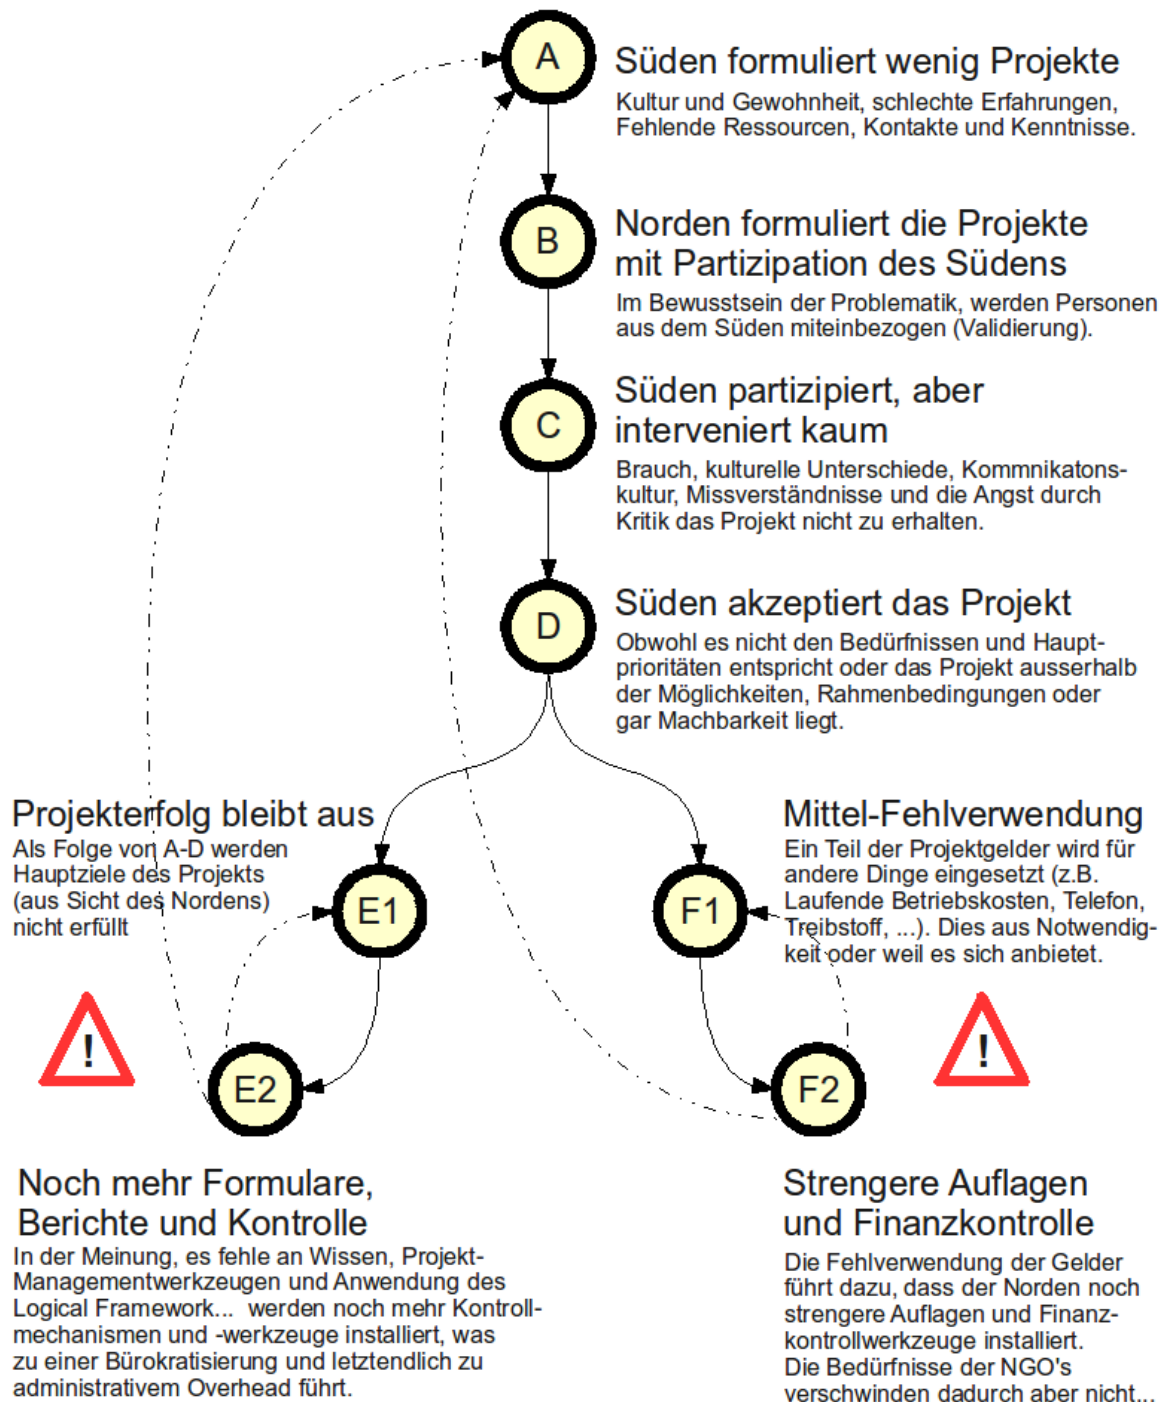 A
Süden formuliert wenig Projekte
Kultur und Gewohnheit, schlechte Erfahrungen,
Fehlende Ressourcen, Kontakte und Kenntnisse.
B
Norden formuliert die Projekte
mit Partizipation des Südens
Im Bewusstsein der Problematik, werden Personen
aus dem Süden miteinbezogen (Validierung).
C
Süden partizipiert, aber
interveniert kaum
Brauch, kulturelle Unterschiede, Kommnikatons-
kultur, Missverständnisse und die Angst durch
Kritik das Projekt nicht zu erhalten.
D
Süden akzeptiert das Projekt
Obwohl es nicht den Bedürfnissen und Haupt-
prioritäten entspricht oder das Projekt ausserhalb
der Möglichkeiten, Rahmenbedingungen oder
gar Machbarkeit liegt.
Projekterfolg bleibt aus
Als Folge von A-D werden
Hauptziele des Projekts
(aus Sicht des Nordens)
nicht erfüllt
E1
F1
Mittel-Fehlverwendung
Ein Teil der Projektgelder wird für
andere Dinge eingesetzt (z.B.
Laufende Betriebskosten, Telefon,
Treibstoff, ...). Dies aus Notwendig-
keit oder weil es sich anbietet.
!
E2
F2
!
Noch mehr Formulare,
Berichte und Kontrolle
In der Meinung, es fehle an Wissen, Projekt-
Managementwerkzeugen und Anwendung des
Logical Framework... werden noch mehr Kontroll-
mechanismen und -werkzeuge installiert, was
zu einer Bürokratisierung und letztendlich zu
administrativem Overhead führt.
Strengere Auflagen
und Finanzkontrolle
Die Fehlverwendung der Gelder
führt dazu, dass der Norden noch
strengere Auflagen und Finanz-
kontrollwerkzeuge installiert.
Die Bedürfnisse der NGO's
verschwinden dadurch aber nicht...